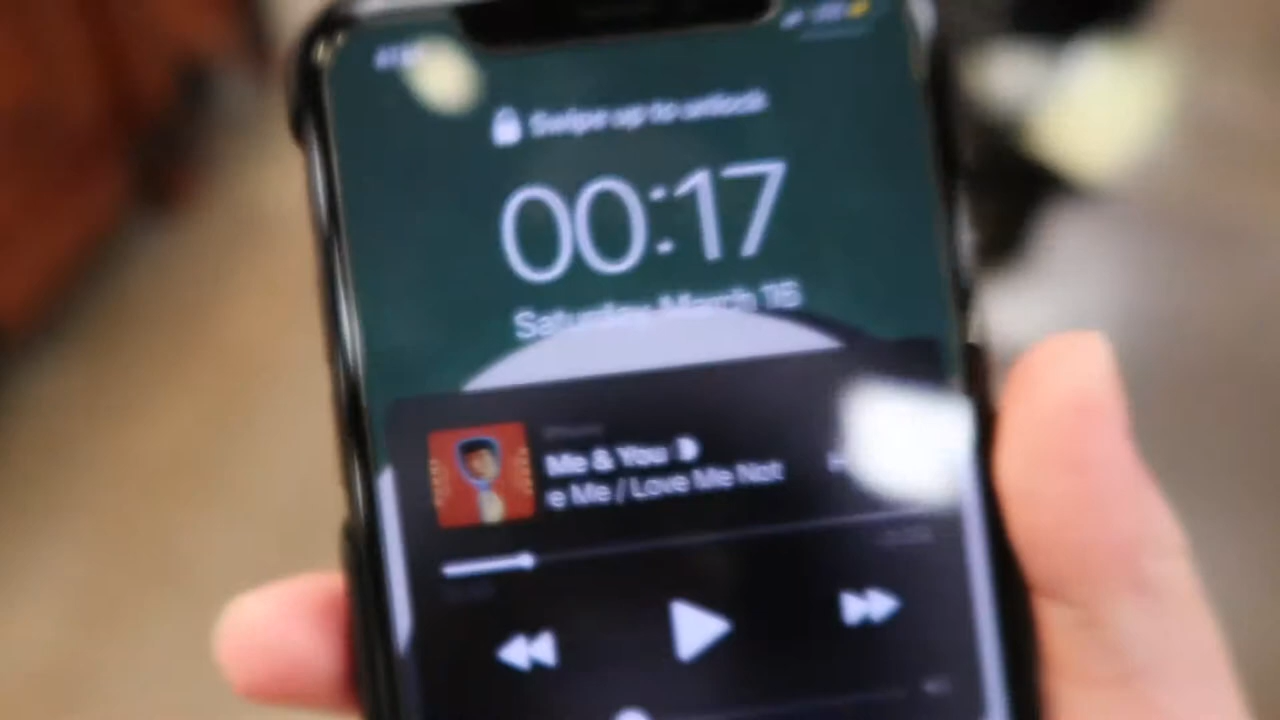 Swipe up to unlock
00:17
Saturday, March 16
Me & You
e Me / Love Me Not